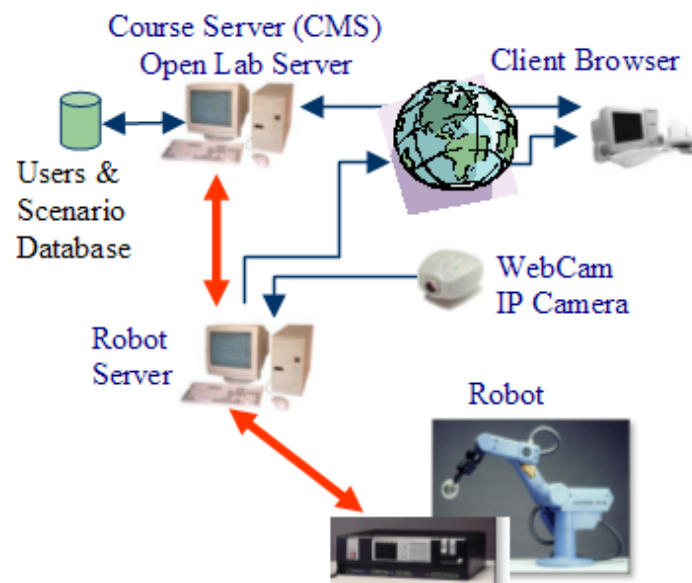 Course Server (CMS)
Open Lab Server
Client Browser
Users &
Scenario
Database
WebCam
IP Camera
Robot
Server
Robot